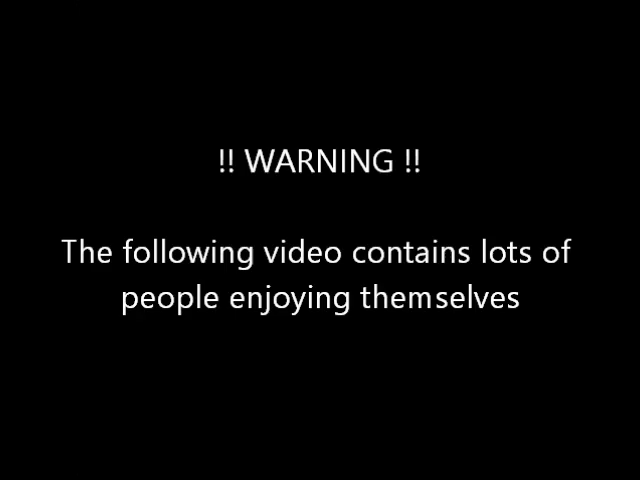 !! WARNING !!
The following video contains lots of
people enjoying themselves